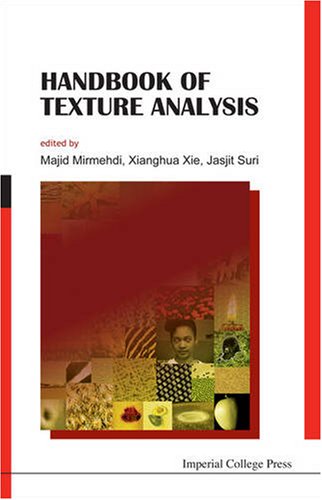 HANDBOOK OF
TEXTURE ANALYSIS
edited by
Majid Mirmehdi, Xianghua Xie, Jasjit Suri
Imperial College Press